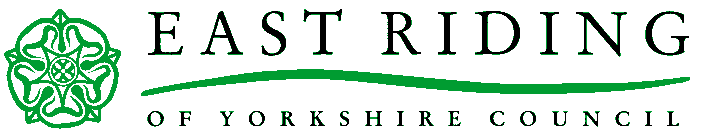 EAST RIDING
OF YORKSHIRE COUNCIL